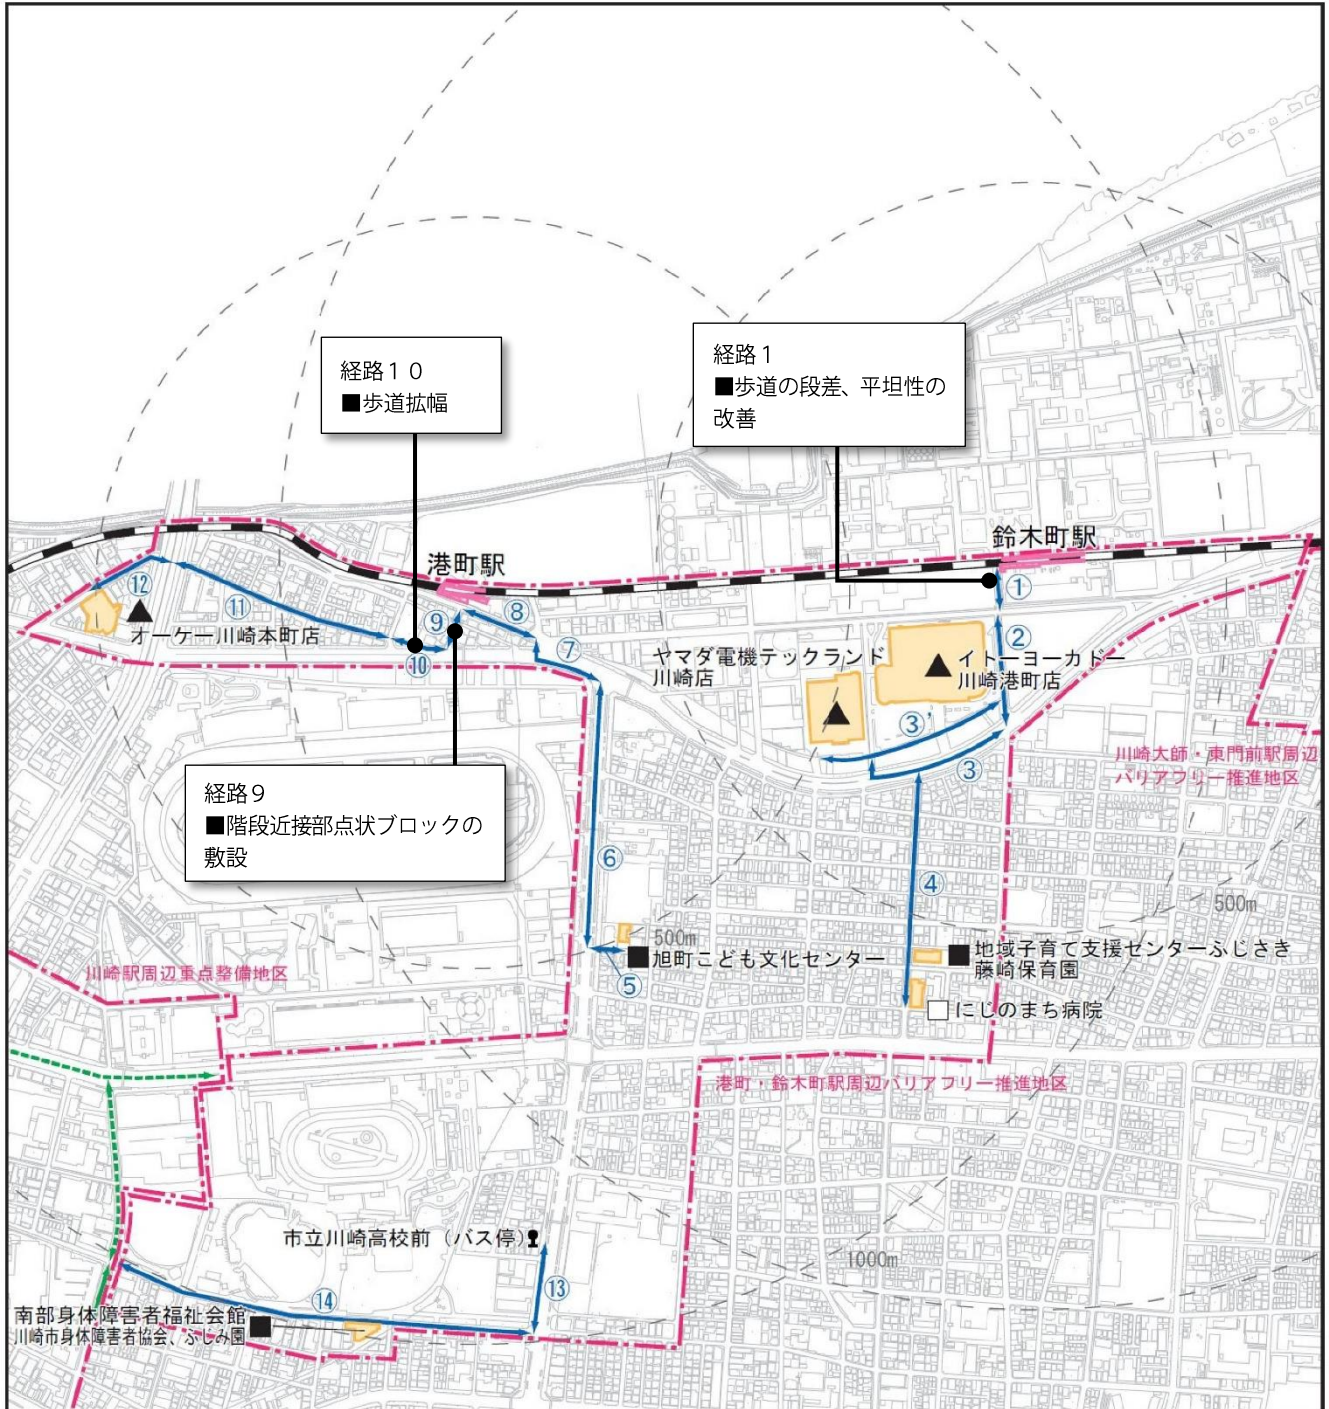 経路１０
■歩道拡幅
経路１
■歩道の段差、平坦性の
改善
鈴木町駅
港町駅
①
⑫
⑪
⑧
⑨
②
オーケー川崎本町店
⑦
⑩
ヤマダ電機テックランド
川崎店
イトーヨーカドー
川崎港町店
③'
③
川崎大師・東門前駅周辺
バリアフリー推進地区
経路９
■階段近接部点状ブロックの
敷設
⑥
④
500m
500m
旭町こども文化センター
地域子育て支援センターふじさき
藤崎保育園
川崎駅周辺重点整備地区
⑤
にじのまち病院
港町・鈴木町駅周辺バリアフリー推進地区
市立川崎高校前（バス停）
1000m
⑬
⑭
南部身体障害者福祉会館
川崎市身体障害者協会、ふじみ園